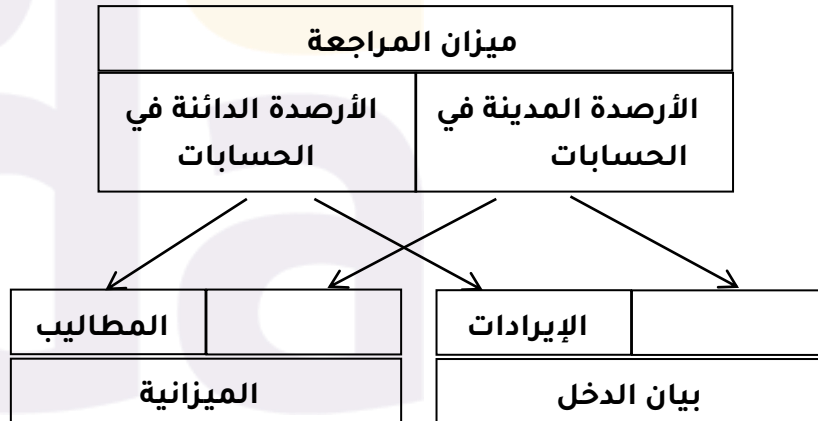 ميزان المراجعة
الأرصدة المدينة في
الحسابات
الأرصدة الدائنة في
الحسابات
الإيرادات
المطاليب
بيان الدخل
الميزانية